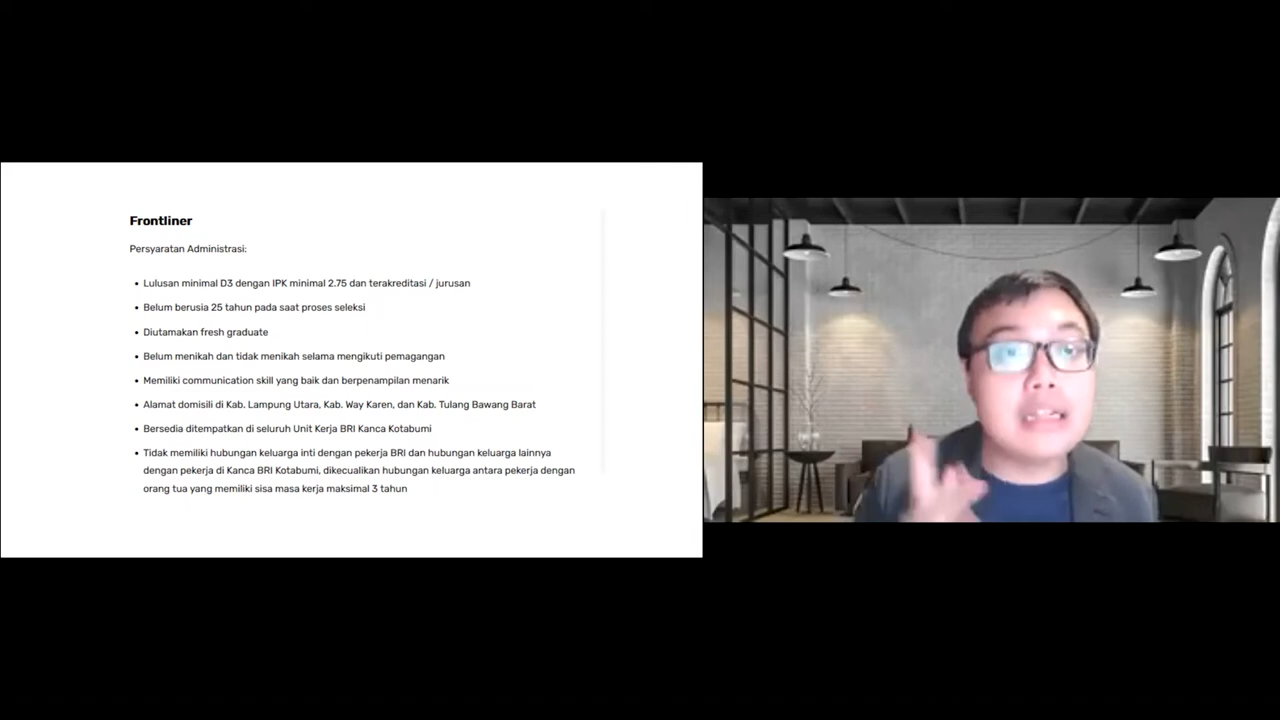 Frontliner
Persyaratan Administrasi:
• Lulusan minimal D3 dengan IPK minimal 2.75 dan terakreditasi / jurusan
• Belum berusia 25 tahun pada saat proses seleksi
• Diutamakan fresh graduate
• Belum menikah dan tidak menikah selama mengikuti pemagangan
• Memiliki communication skill yang baik dan berpenampilan menarik
• Alamat domisili di Kab. Lampung Utara, Kab. Way Karen, dan Kab. Tulang Bawang Barat
• Bersedia ditempatkan di seluruh Unit Kerja BRI Kanca Kotabumi
• Tidak memiliki hubungan keluarga inti dengan pekerja BRI dan hubungan keluarga lainnya
dengan pekerja di Kanca BRI Kotabumi, dikecualikan hubungan keluarga antara pekerja dengan
orang tua yang memiliki sisa masa kerja maksimal 3 tahun